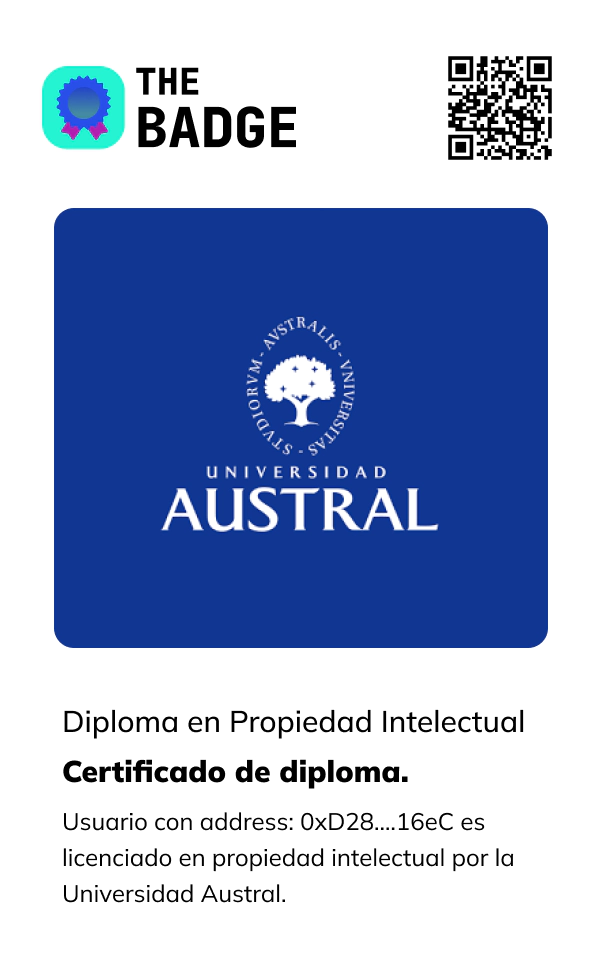 THE
BADGE
STVDIORVM - AVSTRALIS - VNIVERSITAS -
UNIVERSIDAD
AUSTRAL
Diploma en Propiedad Intelectual
Certificado de diploma.
Usuario con address: 0xD28....16eC es
licenciado en propiedad intelectual por la
Universidad Austral.